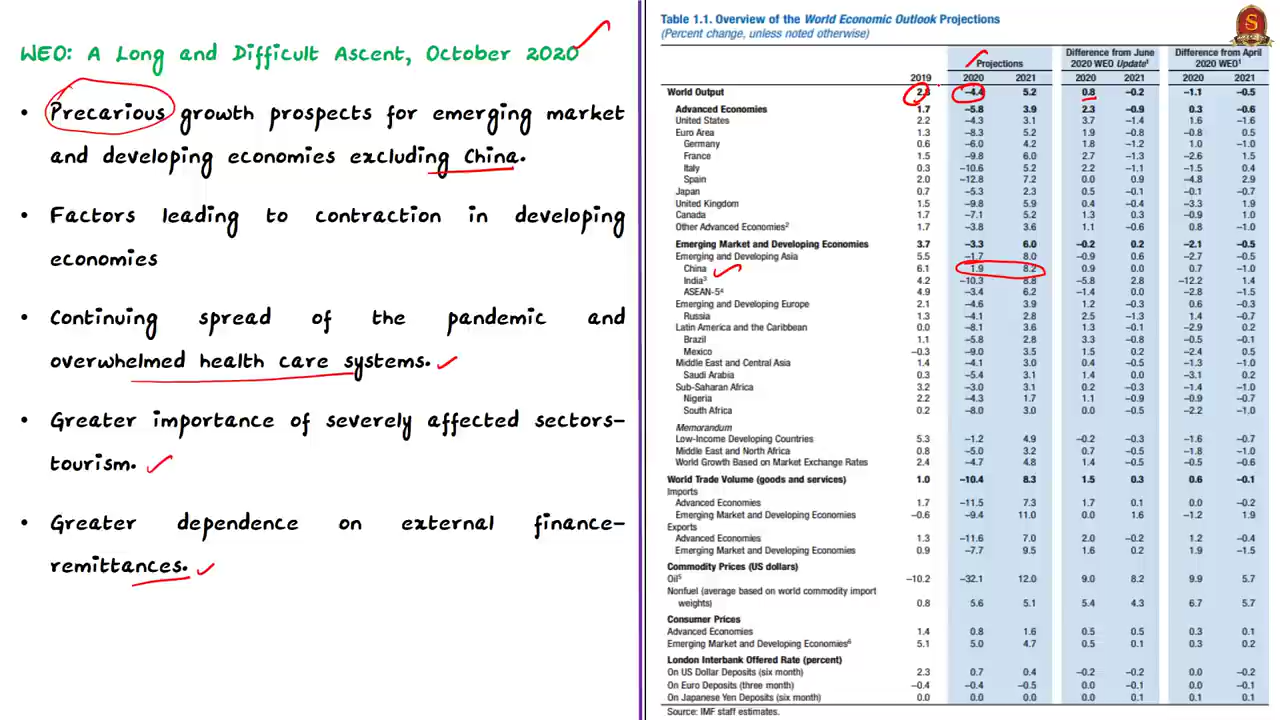 WEO: A Long and Difficult Ascent, October 2020
• Precarious growth prospects for emerging market
and developing economies excluding China.
• Factors leading to contraction in developing
economies
• Continuing spread of the pandemic and
overwhelmed health care systems.
• Greater importance of severely affected sectors-
tourism.
• Greater dependence on external finance-
remittances.
Table 1.1. Overview of the World Economic Outlook Projections
(Percent change, unless noted otherwise)
Projections Difference from June 2020 WEO Update¹ Difference from April 2020 WEO¹
2019 2020 2021 2020 2021 2020 2021
World Output 2.8 −4.4 5.2 0.8 −0.2 −1.1 −0.5
Advanced Economies 1.7 −5.8 3.9 2.3 −0.9 0.3 −0.6
United States 2.2 −4.3 3.1 3.7 −1.4 1.6 −1.6
Euro Area 1.3 −8.3 5.2 1.9 −0.8 −0.8 0.5
Germany 0.6 −6.0 4.2 1.8 −1.2 1.0 −1.0
France 1.5 −9.8 6.0 2.7 −1.3 −2.6 1.5
Italy 0.3 −10.6 5.2 2.2 −1.1 −1.5 0.4
Spain 2.0 −12.8 7.2 0.0 0.9 −4.8 2.9
Japan 0.7 −5.3 2.3 0.5 −0.1 −0.1 −0.7
United Kingdom 1.5 −9.8 5.9 0.4 −0.4 −3.3 1.9
Canada 1.7 −7.1 5.2 1.3 0.3 −0.9 1.0
Other Advanced Economies² 1.7 −3.8 3.6 1.1 −0.6 0.8 −1.0
Emerging Market and Developing Economies 3.7 −3.3 6.0 −0.2 0.2 −2.1 −0.5
Emerging and Developing Asia 5.5 −1.7 8.0 −0.9 0.6 −2.7 −0.5
China 6.1 1.9 8.2 0.9 0.0 0.7 −1.0
India³ 4.2 −10.3 8.8 −5.8 2.8 −12.2 1.4
ASEAN-5⁴ 4.9 −3.4 6.2 −1.4 0.0 −2.8 −1.5
Emerging and Developing Europe 2.1 −4.6 3.9 1.2 −0.3 0.6 −0.3
Russia 1.3 −4.1 2.8 2.5 −1.3 1.4 −0.7
Latin America and the Caribbean 0.0 −8.1 3.6 1.3 −0.1 −2.9 0.2
Brazil 1.1 −5.8 2.8 3.3 −0.8 −0.5 −0.1
Mexico −0.3 −9.0 3.5 1.5 0.2 −2.4 0.5
Middle East and Central Asia 1.4 −4.1 3.0 0.4 −0.5 −1.3 −1.0
Saudi Arabia 0.3 −5.4 3.1 1.4 0.0 −3.1 0.2
Sub-Saharan Africa 3.2 −3.0 3.1 0.2 −0.3 −1.4 −1.0
Nigeria 2.2 −4.3 1.7 1.1 −0.9 −0.9 −0.7
South Africa 0.2 −8.0 3.0 0.0 −0.5 −2.2 −1.0
Memorandum
Low-Income Developing Countries 5.3 −1.2 4.9 −0.2 −0.3 −1.6 −0.7
Middle East and North Africa 0.8 −5.0 3.2 0.7 −0.5 −1.8 −1.0
World Growth Based on Market Exchange Rates 2.4 −4.7 4.8 1.4 −0.5 −0.5 −0.6
World Trade Volume (goods and services) 1.0 −10.4 8.3 1.5 0.3 0.6 −0.1
Imports
Advanced Economies 1.7 −11.5 7.3 1.7 0.1 0.0 −0.2
Emerging Market and Developing Economies −0.6 −9.4 11.0 0.0 1.6 −1.2 1.9
Exports
Advanced Economies 1.3 −11.6 7.0 2.0 −0.2 1.2 −0.4
Emerging Market and Developing Economies 0.9 −7.7 9.5 1.6 0.2 1.9 −1.5
Commodity Prices (US dollars)
Oil⁵ −10.2 −32.1 12.0 9.0 8.2 9.9 5.7
Nonfuel (average based on world commodity import
weights) 0.8 5.6 5.1 5.4 4.3 6.7 5.7
Consumer Prices
Advanced Economies 1.4 0.8 1.6 0.5 0.5 0.3 0.1
Emerging Market and Developing Economies⁶ 5.1 5.0 4.7 0.5 0.1 0.3 0.2
London Interbank Offered Rate (percent)
On US Dollar Deposits (six month) 2.3 0.7 0.4 −0.2 −0.2 0.0 −0.2
On Euro Deposits (three month) −0.4 −0.4 −0.5 0.0 −0.1 0.0 −0.1
On Japanese Yen Deposits (six month) 0.0 0.0 0.0 0.0 −0.1 0.1 0.1
Source: IMF staff estimates.
S